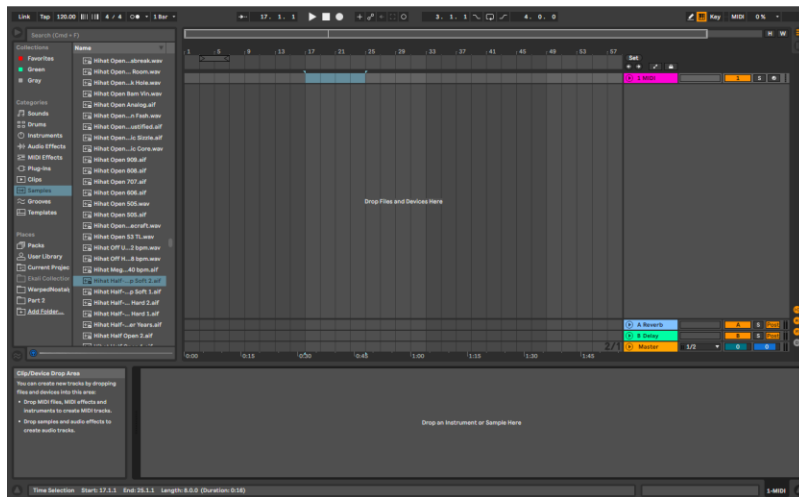 Link Tap 120.00 4 / 4 1 Bar 17. 1. 1 3. 1. 1 4. 0. 0 Key MIDI 0 %
Search (Cmd + F)
H W
Collections
Favorites
Green
Gray
Categories
Sounds
Drums
Instruments
Audio Effects
MIDI Effects
Plug-Ins
Clips
Samples
Grooves
Templates
Places
Packs
User Library
Current Projec
Ekali Collection
WarpedNostalg
Part 2
Add Folder...
Name
Hihat Open...abreak.wav
Hihat Open... Room.wav
Hihat Open...k Hole.wav
Hihat Open Bam Vin.wav
Hihat Open Analog.aif
Hihat Open...n Fash.wav
Hihat Open...ustified.aif
Hihat Open...ic Sizzle.aif
Hihat Open...ic Core.wav
Hihat Open 909.aif
Hihat Open 808.aif
Hihat Open 707.aif
Hihat Open 606.aif
Hihat Open 505.wav
Hihat Open 505.aif
Hihat Open...ecraft.wav
Hihat Open 53 Ti.wav
Hihat Off U...2 bpm.wav
Hihat Off H...8 bpm.wav
Hihat Meg...40 bpm.aif
Hihat Half-...p Soft 2.aif
Hihat Half-...p Soft 1.aif
Hihat Half-... Hard 2.aif
Hihat Half-... Hard 1.aif
Hihat Half-...er Years.aif
Hihat Half Open 2.aif
1 5 9 13 17 21 25 29 33 37 41 45 49 53 57
Set
1 MIDI 1 S
Drop Files and Devices Here
A Reverb A S Post
B Delay B S Post
2/1 Master 1/2 0 0
0:00 0:15 0:30 0:45 1:00 1:15 1:30 1:45
Clip/Device Drop Area
You can create new tracks by dropping
files and devices into this area:
• Drop MIDI files, MIDI effects and
instruments to create MIDI tracks.
• Drop samples and audio effects to
create audio tracks.
Drop an Instrument or Sample Here
Time Selection Start: 17.1.1 End: 25.1.1 Length: 8.0.0 (Duration: 0:16)
1-MIDI